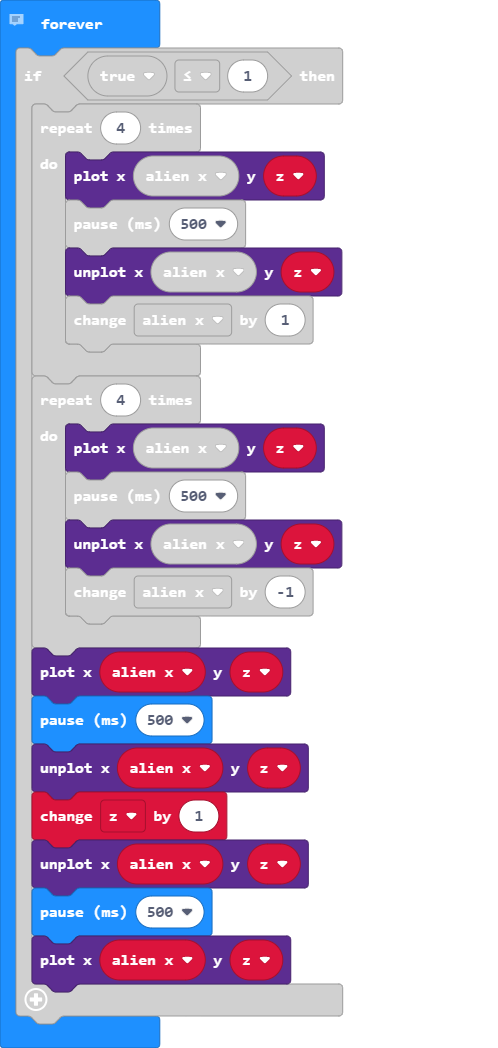 forever
if true ≤ 1 then
repeat 4 times
do
plot x alien x y z
pause (ms) 500
unplot x alien x y z
change alien x by 1
repeat 4 times
do
plot x alien x y z
pause (ms) 500
unplot x alien x y z
change alien x by -1
plot x alien x y z
pause (ms) 500
unplot x alien x y z
change z by 1
unplot x alien x y z
pause (ms) 500
plot x alien x y z